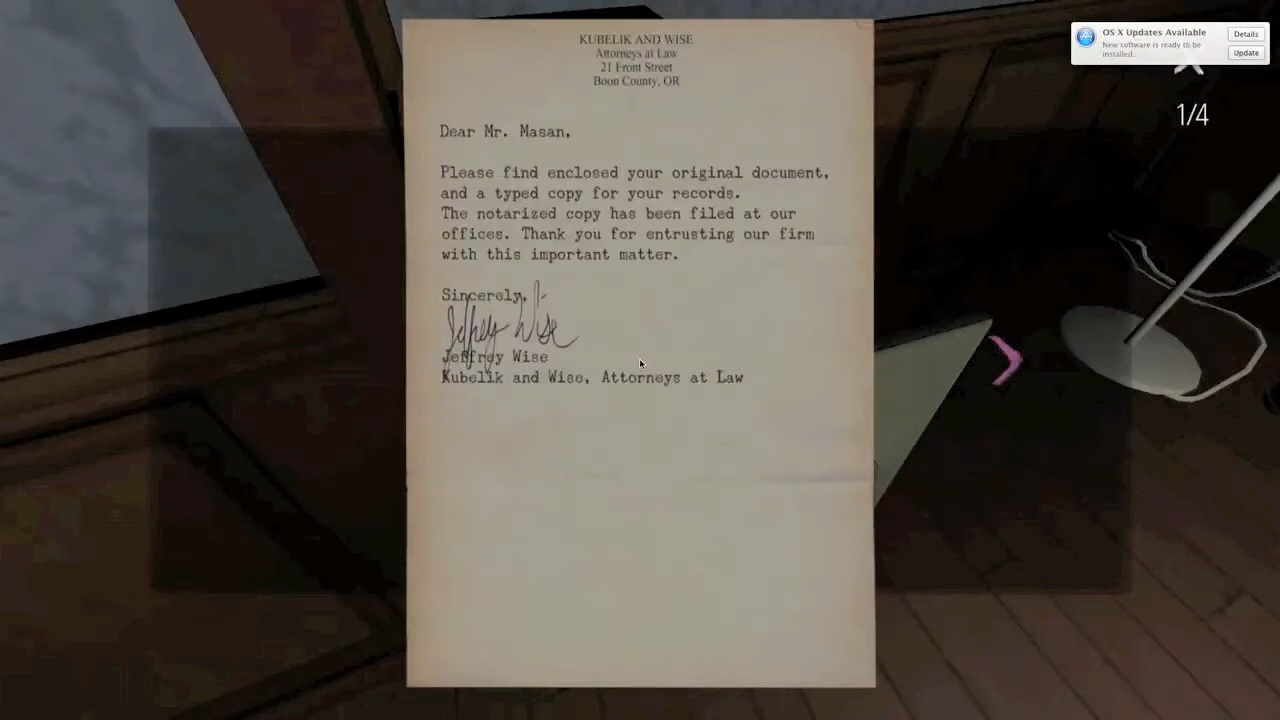 KUBELIK AND WISE
Attorneys at Law
21 Front Street
Boon County, OR
Dear Mr. Masan,
Please find enclosed your original document,
and a typed copy for your records.
The notarized copy has been filed at our
offices. Thank you for entrusting our firm
with this important matter.
Sincerely,
Jeffrey Wise
Jeffrey Wise
Kubelik and Wise, Attorneys at Law
OS X Updates Available
New software is ready to be
installed.
Details
Update
1/4